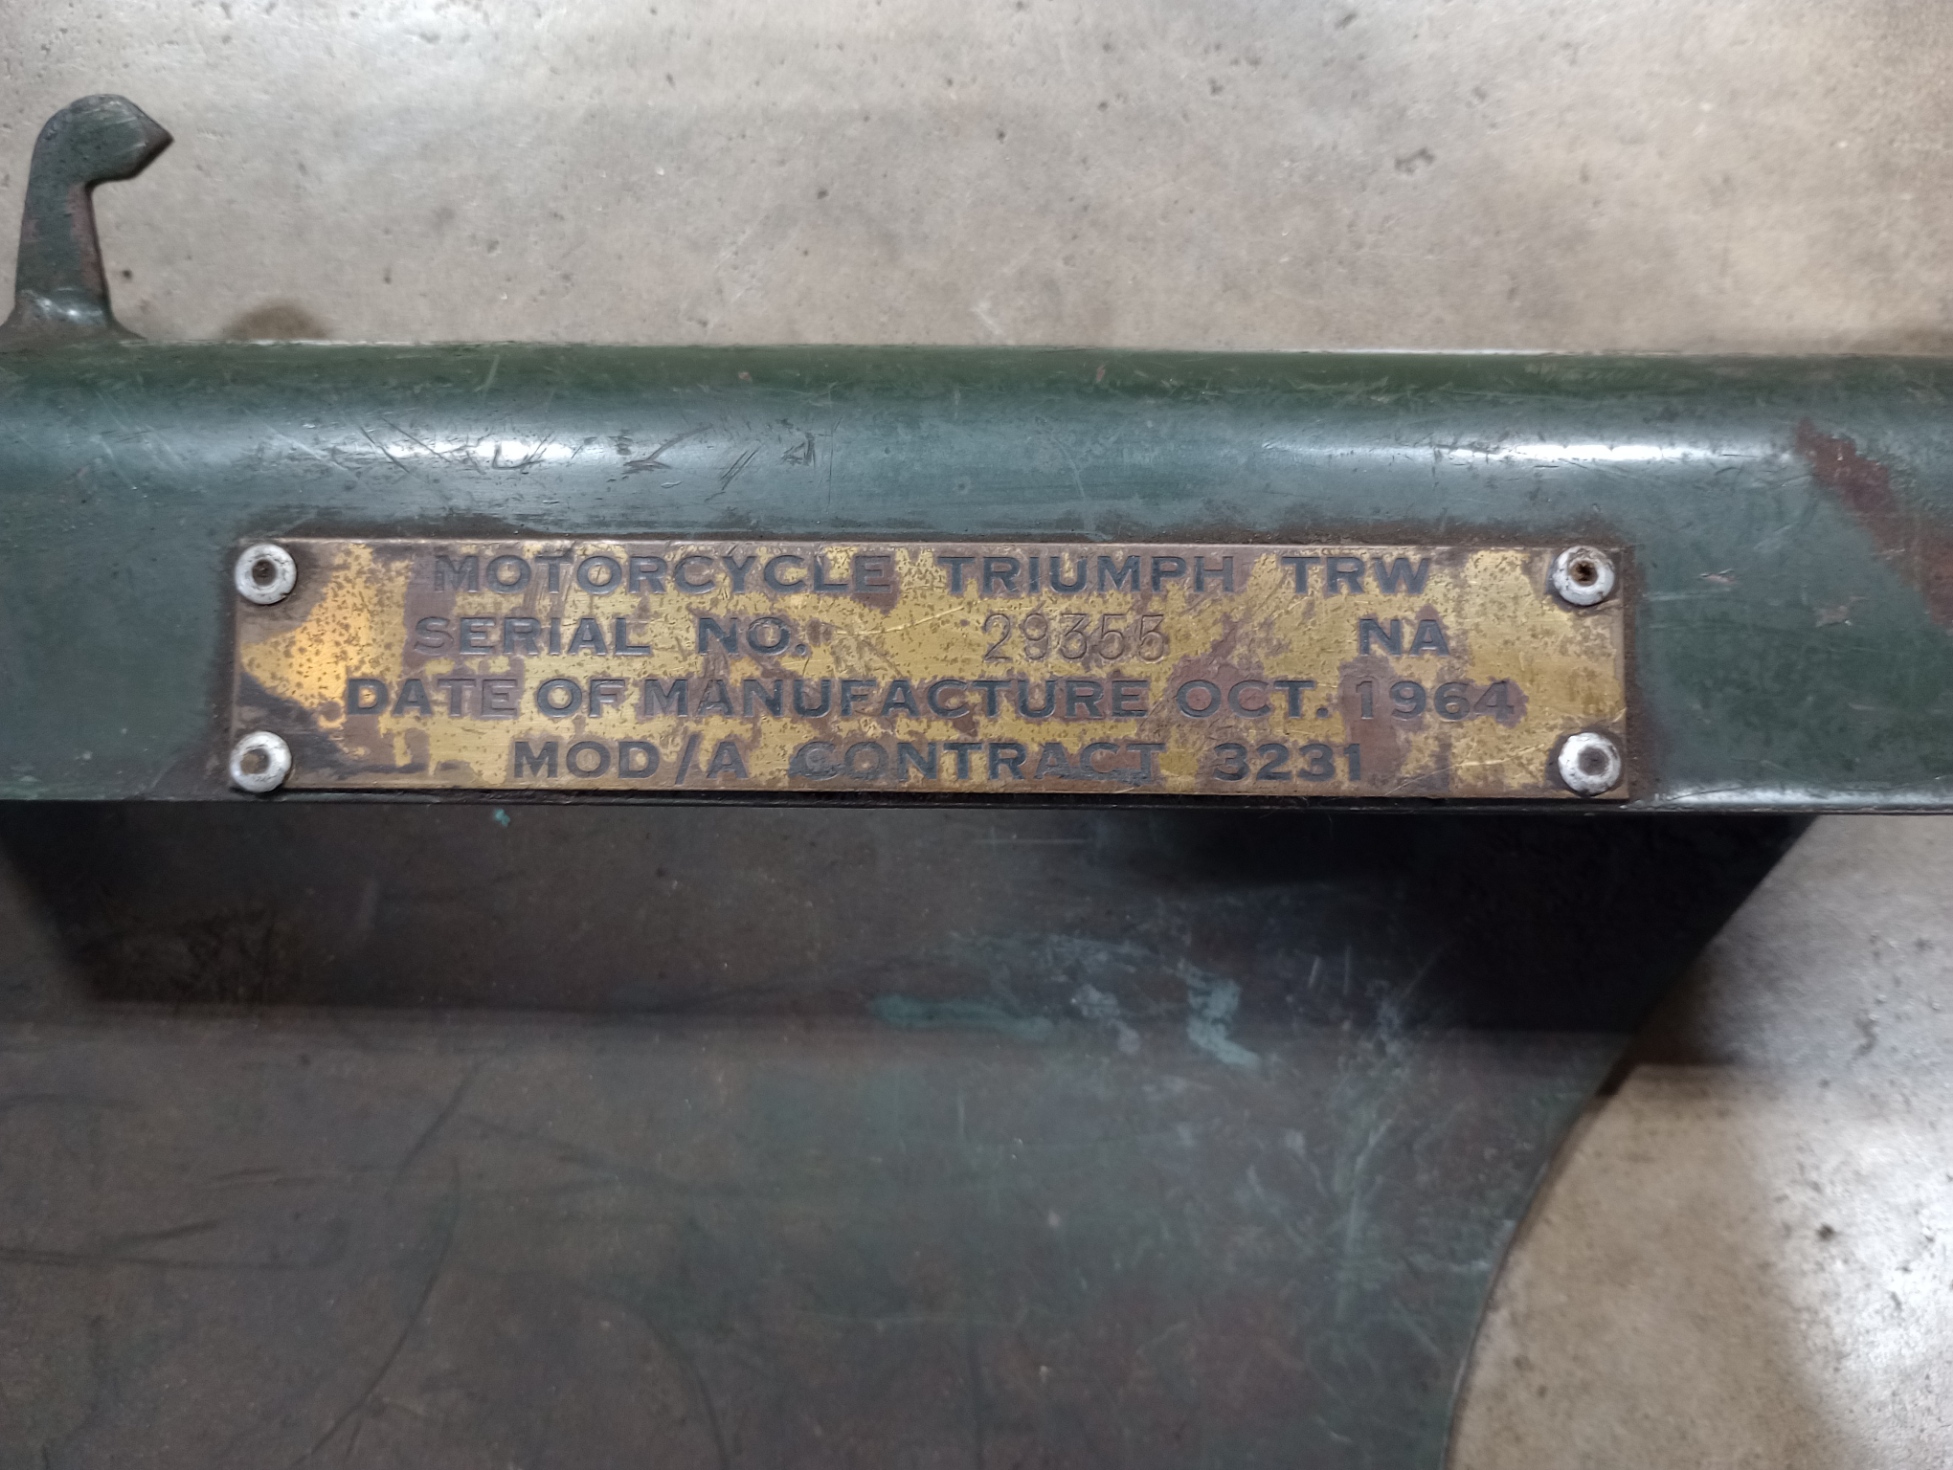 MOTORCYCLE TRIUMPH TRW
SERIAL NO. 29355 NA
DATE OF MANUFACTURE OCT. 1964
MOD/A CONTRACT 3231